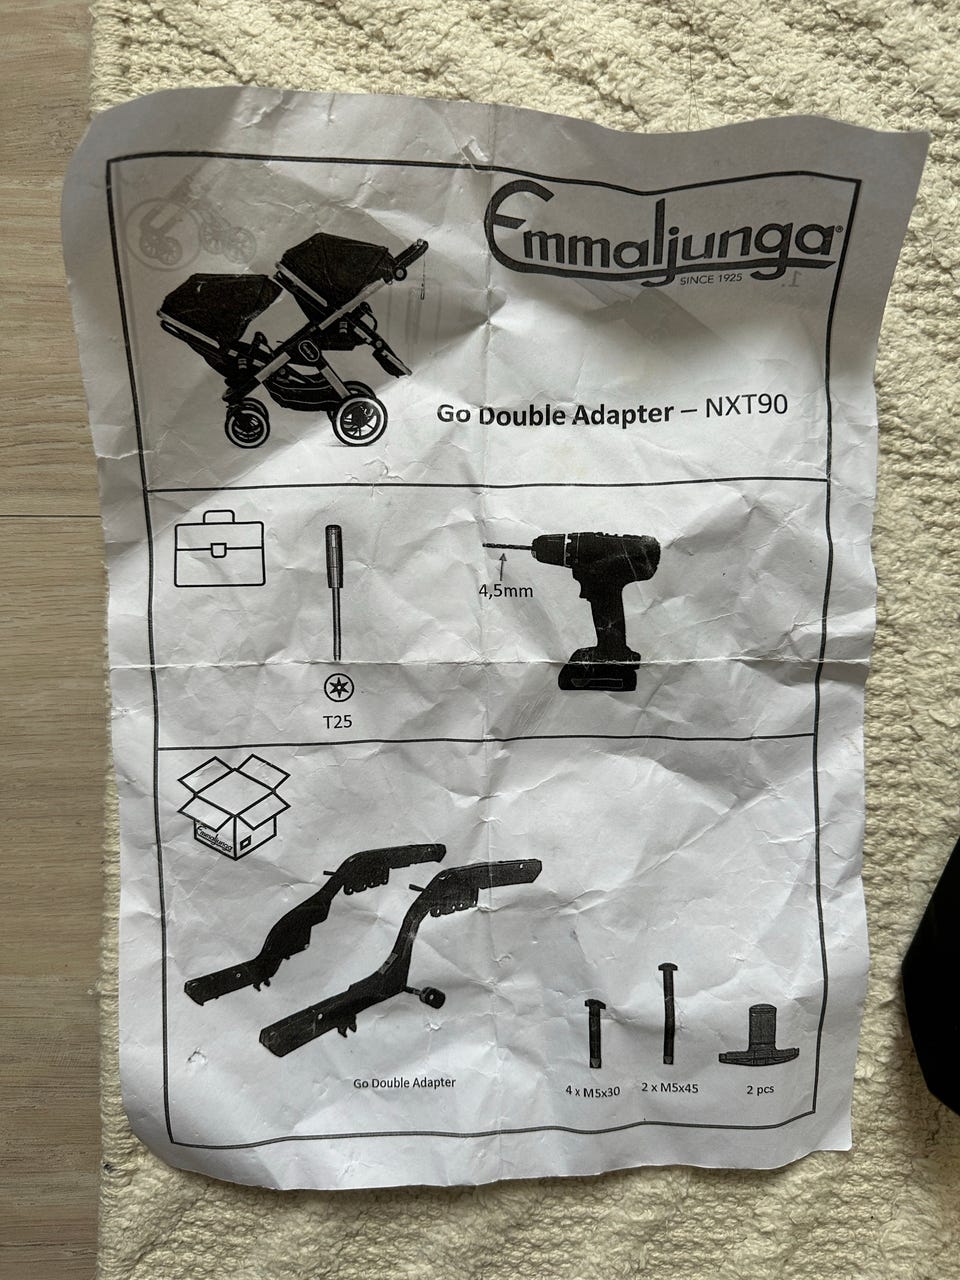 Emmaljunga®
SINCE 1925
Go Double Adapter – NXT90
4,5mm
T25
Emmaljunga
Go Double Adapter
4 x M5x30
2 x M5x45
2 pcs